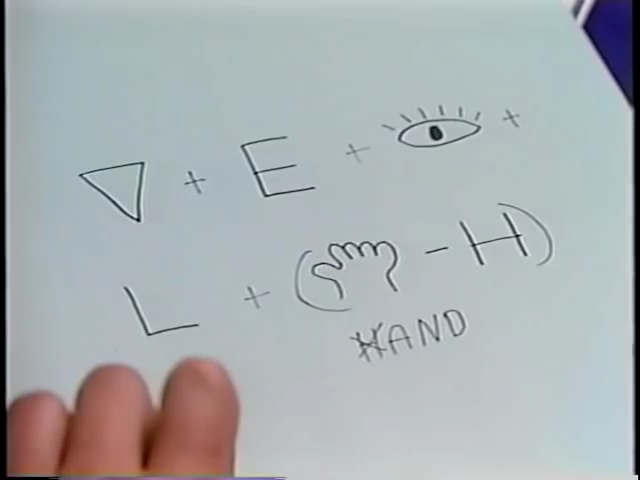 + E + +
L + ( - H)
HAND